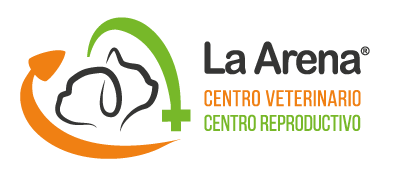 La Arena®
CENTRO VETERINARIO
CENTRO REPRODUCTIVO